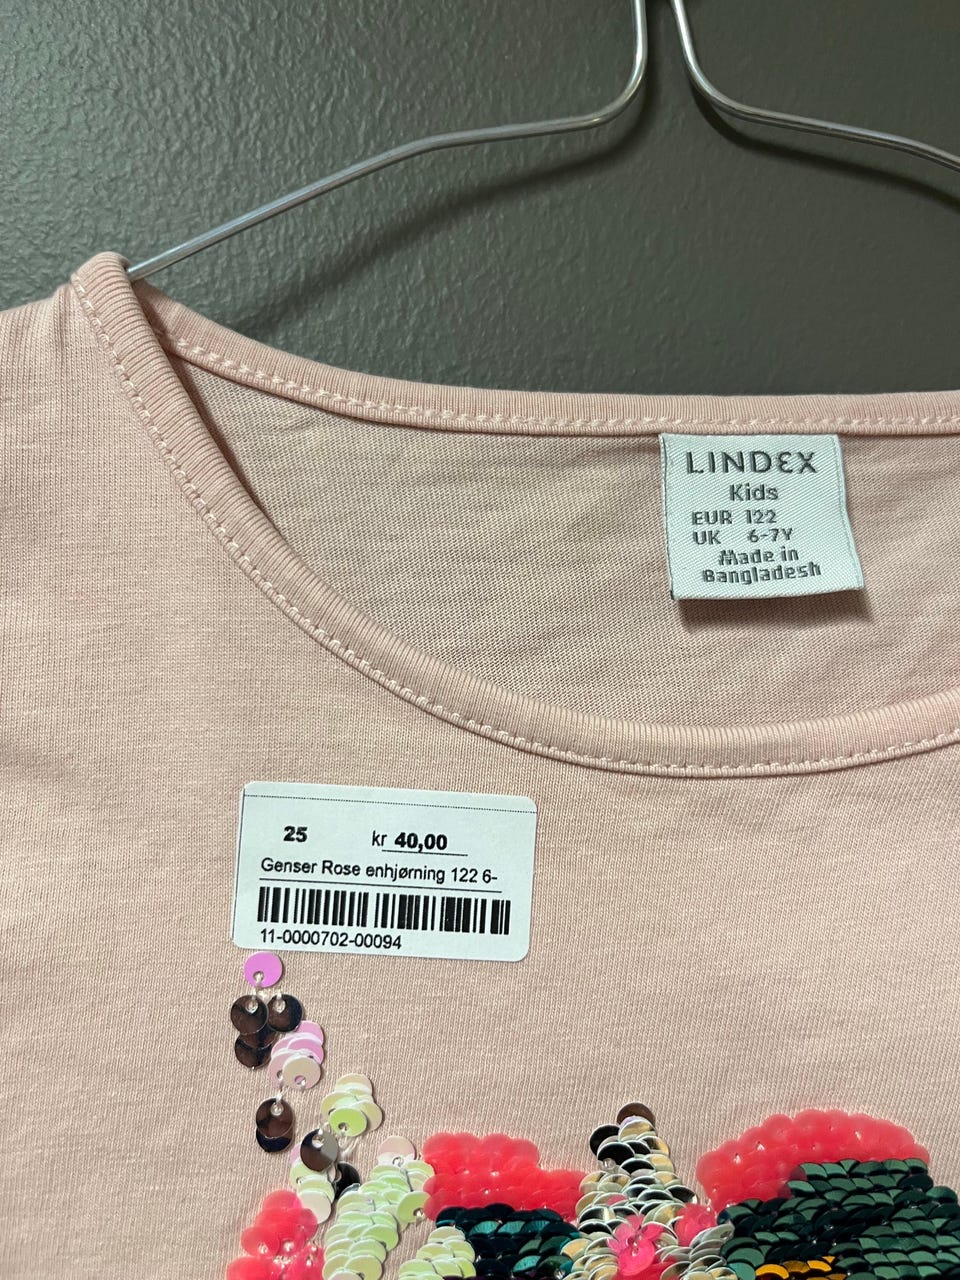 LINDEX
Kids
EUR 122
UK 6-7Y
Made in
Bangladesh
25 kr 40,00
Genser Rose enhjørning 122 6-
11-0000702-00094